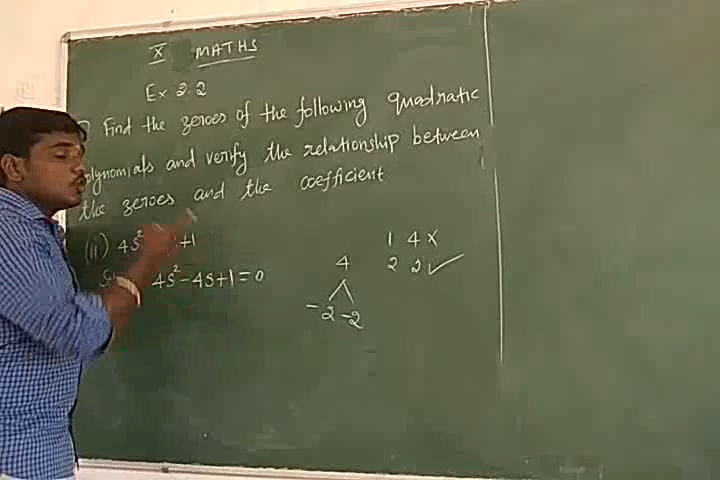 X MATHS
Ex 2.2
Find the zeroes of the following quadratic
polynomials and verify the relationship between
the zeroes and the coefficient
(ii) 4s² +1
4s²-4s+1=0
4
-2 -2
1 4 ×
2 2 ✓